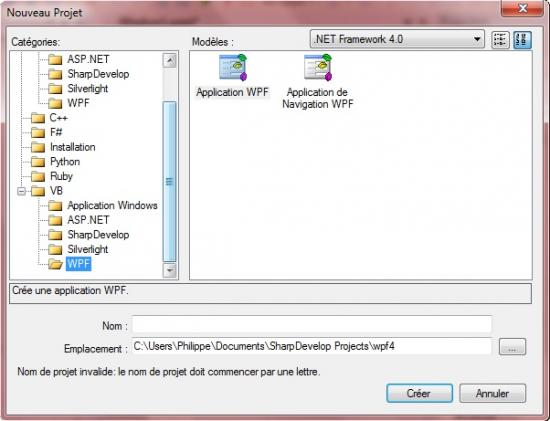 Nouveau Projet
Catégories:
Modèles :
.NET Framework 4.0
ASP.NET
SharpDevelop
Silverlight
WPF
C++
F#
Installation
Python
Ruby
VB
Application Windows
ASP.NET
SharpDevelop
Silverlight
WPF
Application WPF
Application de
Navigation WPF
Crée une application WPF.
Nom :
Emplacement :
C:\Users\Philippe\Documents\SharpDevelop Projects\wpf4
...
Nom de projet invalide: le nom de projet doit commencer par une lettre.
Créer
Annuler